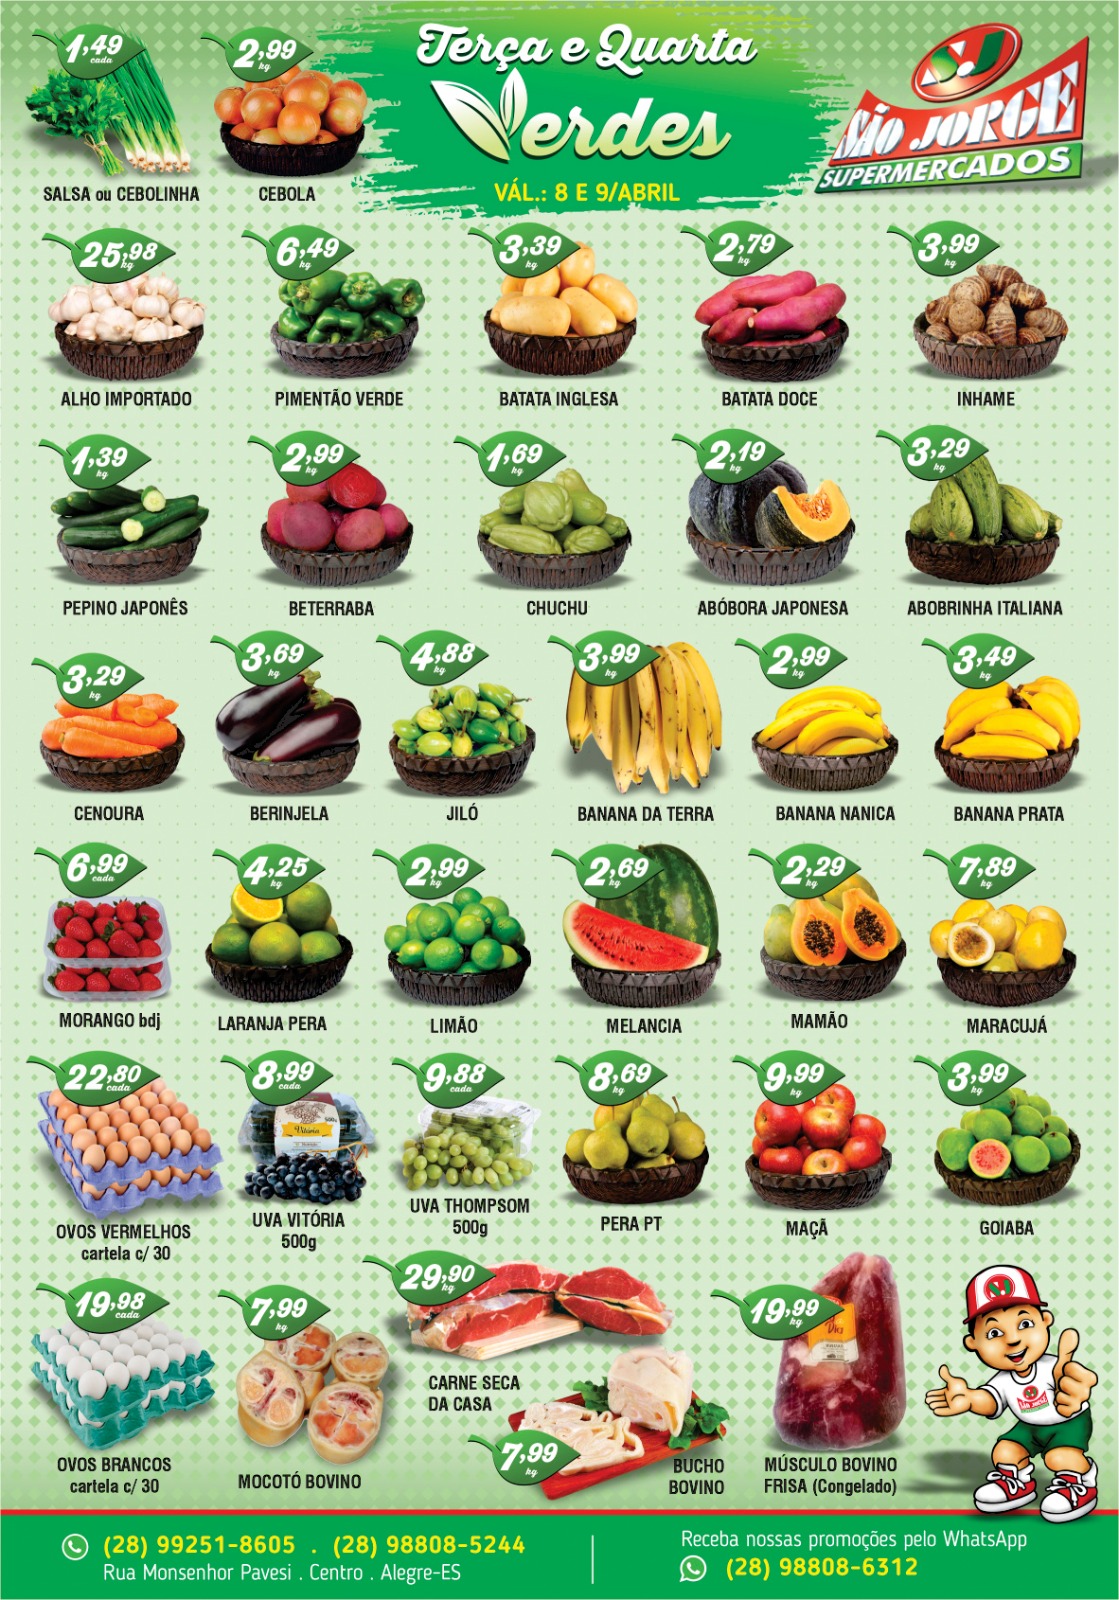 1,49
cada
SALSA ou CEBOLINHA
2,99
kg
CEBOLA
Terça e Quarta
Verdes
VÁL.: 8 E 9/ABRIL
SJ
SÃO JORGE
SUPERMERCADOS
25,98
kg
ALHO IMPORTADO
6,49
kg
PIMENTÃO VERDE
3,39
kg
BATATA INGLESA
2,79
kg
BATATA DOCE
3,99
kg
INHAME
1,39
kg
PEPINO JAPONÊS
2,99
kg
BETERRABA
1,69
kg
CHUCHU
2,19
kg
ABÓBORA JAPONESA
3,29
kg
ABOBRINHA ITALIANA
3,29
kg
CENOURA
3,69
kg
BERINJELA
4,88
kg
JILÓ
3,99
kg
BANANA DA TERRA
2,99
kg
BANANA NANICA
3,49
kg
BANANA PRATA
6,99
cada
MORANGO bdj
4,25
kg
LARANJA PERA
2,99
kg
LIMÃO
2,69
kg
MELANCIA
2,29
kg
MAMÃO
7,89
kg
MARACUJÁ
22,80
cada
OVOS VERMELHOS
cartela c/ 30
8,99
cada
Vitória
500g
UVA VITÓRIA
500g
9,88
cada
UVA THOMPSOM
500g
8,69
kg
PERA PT
9,99
kg
MAÇÃ
3,99
kg
GOIABA
19,98
cada
OVOS BRANCOS
cartela c/ 30
7,99
kg
MOCOTÓ BOVINO
29,90
kg
CARNE SECA
DA CASA
7,99
kg
BUCHO
BOVINO
19,99
kg
MÚSCULO BOVINO
FRISA (Congelado)
SÃO JORGE
(28) 99251-8605 . (28) 98808-5244
Rua Monsenhor Pavesi . Centro . Alegre-ES
Receba nossas promoções pelo WhatsApp
(28) 98808-6312